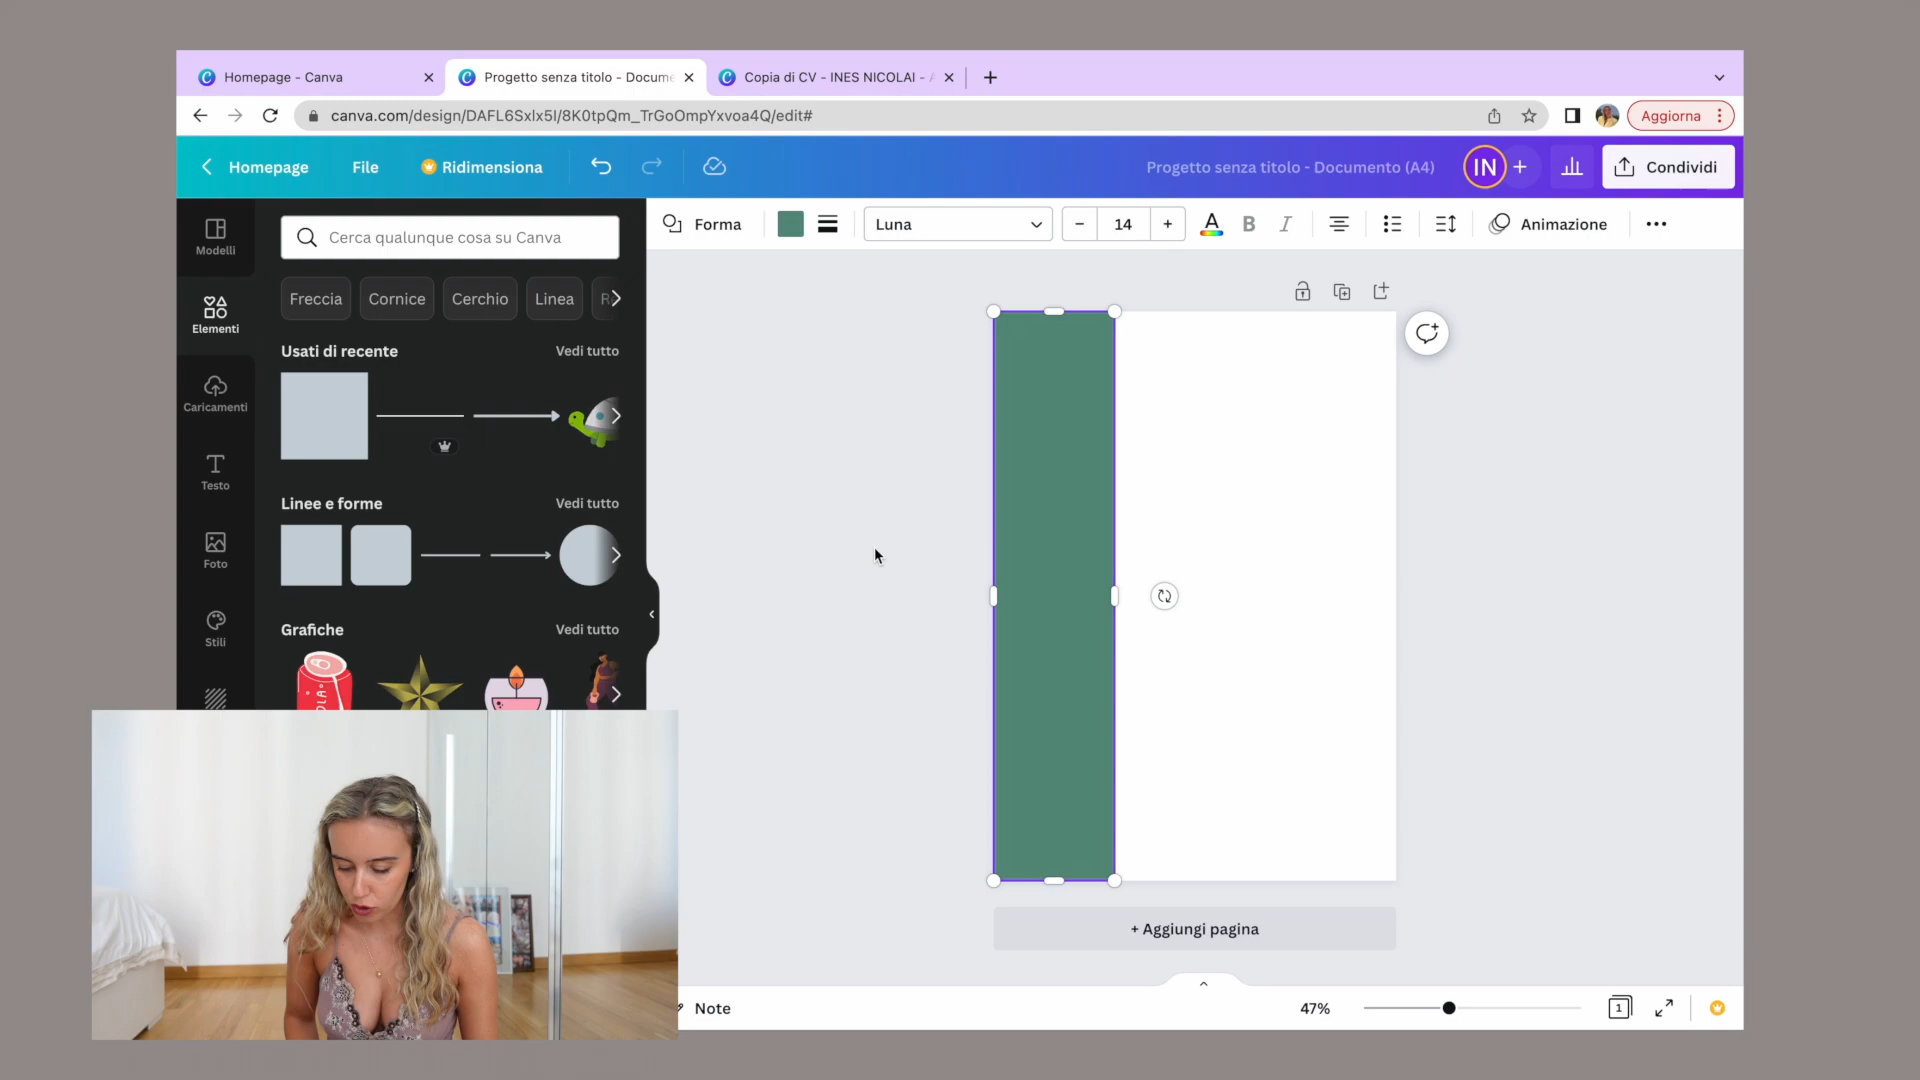 Homepage - Canva
Progetto senza titolo - Docume
Copia di CV - INES NICOLAI -
canva.com/design/DAFL6Sxlx5I/8K0tpQm_TrGoOmpYxvoa4Q/edit#
Aggiorna
Homepage
File
Ridimensiona
Progetto senza titolo - Documento (A4)
IN
Condividi
Modelli
Elementi
Caricamenti
Testo
Foto
Stili
Cerca qualunque cosa su Canva
Freccia
Cornice
Cerchio
Linea
Usati di recente
Vedi tutto
Linee e forme
Vedi tutto
Grafiche
Vedi tutto
Forma
Luna
14
A
B
I
Animazione
+ Aggiungi pagina
Note
47%
1